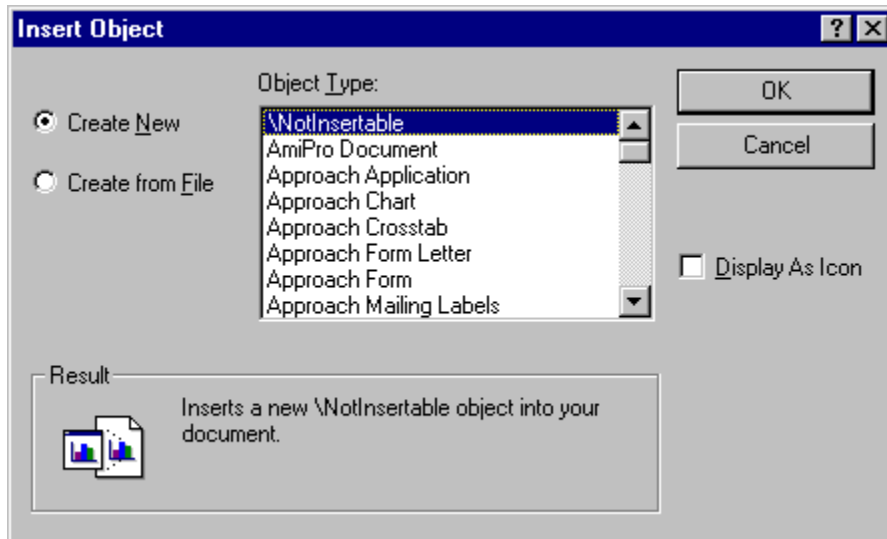 Insert Object
Object Type:
Create New
Create from File
\NotInsertable
AmiPro Document
Approach Application
Approach Chart
Approach Crosstab
Approach Form Letter
Approach Form
Approach Mailing Labels
OK
Cancel
Display As Icon
Result
Inserts a new \NotInsertable object into your
document.